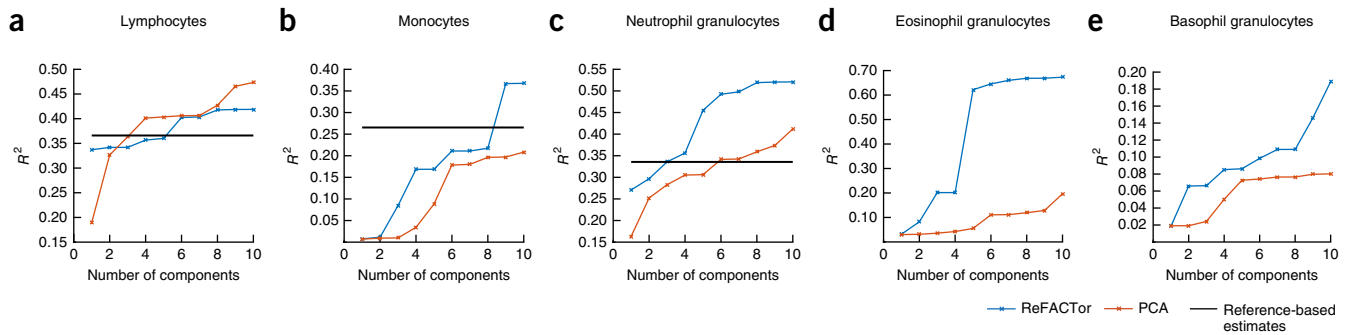 a Lymphocytes
0.50
0.45
0.40
0.35
0.30
0.25
0.20
0.15
R²
0 2 4 6 8 10
Number of components
b Monocytes
0.40
0.35
0.30
0.25
0.20
0.15
0.10
0.05
R²
0 2 4 6 8 10
Number of components
c Neutrophil granulocytes
0.55
0.50
0.45
0.40
0.35
0.30
0.25
0.20
0.15
R²
0 2 4 6 8 10
Number of components
d Eosinophil granulocytes
0.70
0.60
0.50
0.40
0.30
0.20
0.10
R²
0 2 4 6 8 10
Number of components
e Basophil granulocytes
0.20
0.18
0.16
0.14
0.12
0.10
0.08
0.06
0.04
0.02
R²
0 2 4 6 8 10
Number of components
ReFACTor PCA Reference-based
estimates